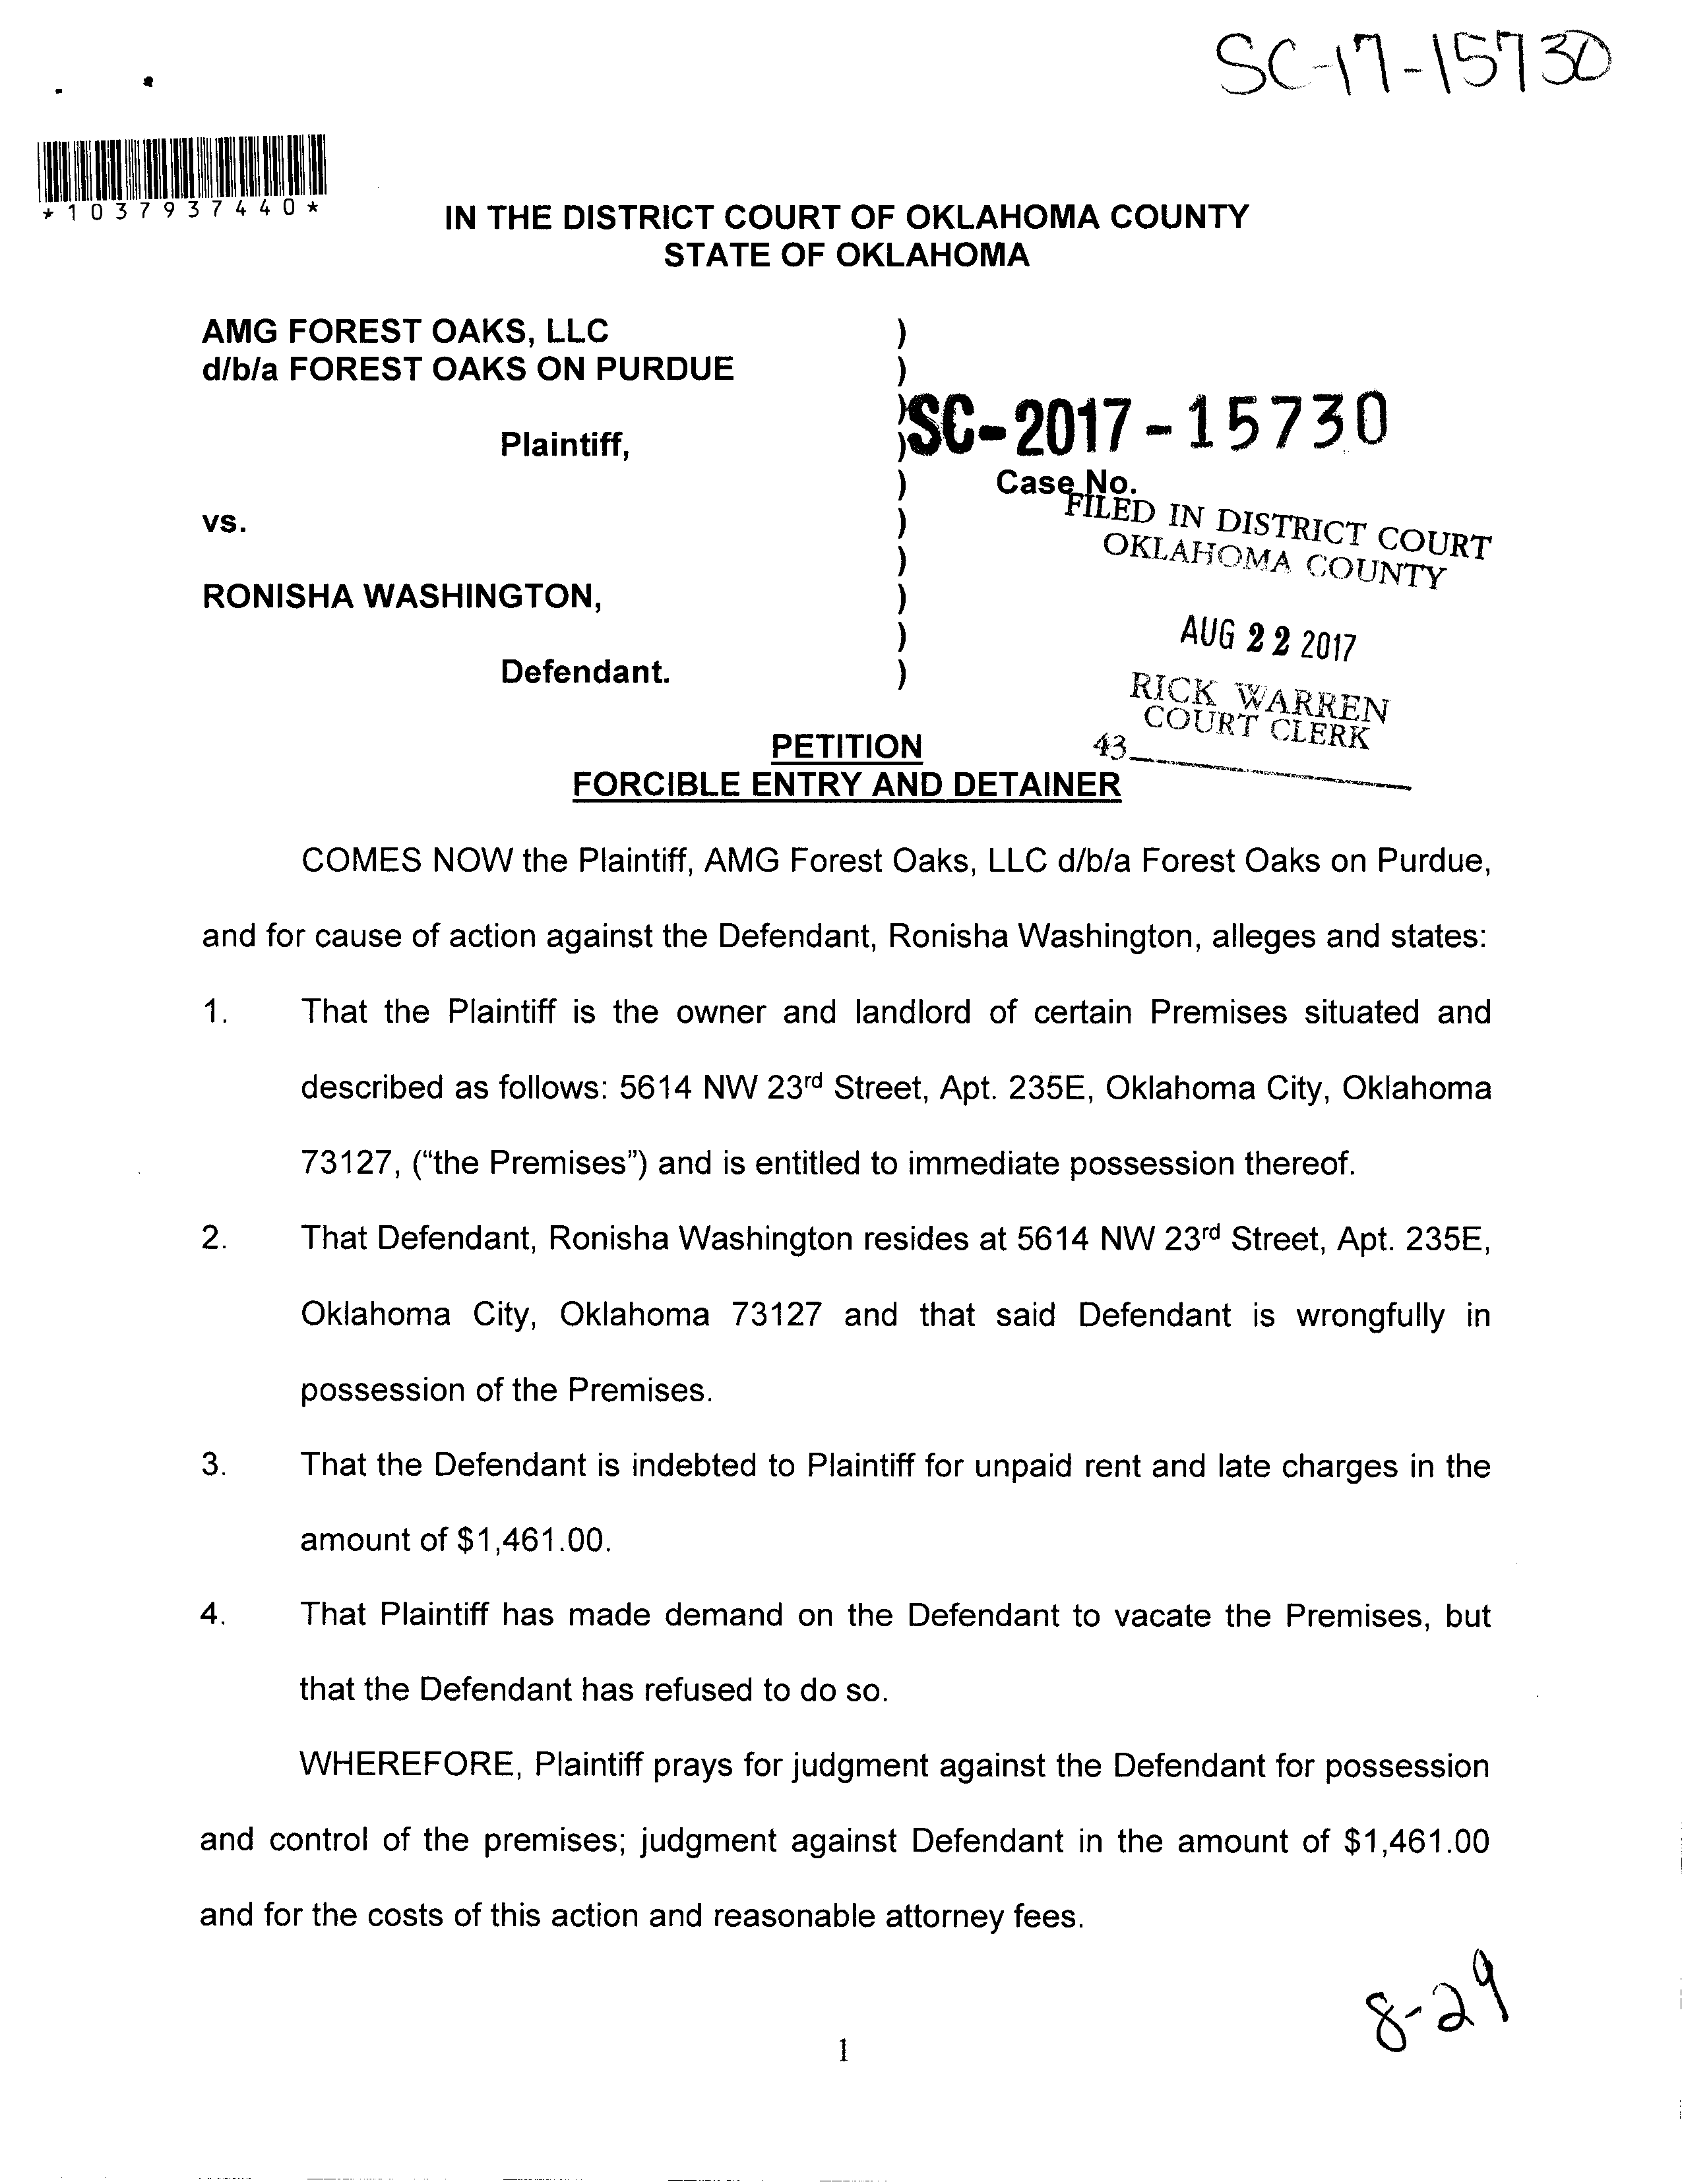 SC-17-15730
*1037937440*
IN THE DISTRICT COURT OF OKLAHOMA COUNTY
STATE OF OKLAHOMA
AMG FOREST OAKS, LLC )
d/b/a FOREST OAKS ON PURDUE )
)SC-2017-15730
Plaintiff, )
) Case No.
FILED IN DISTRICT COURT
vs. )
OKLAHOMA COUNTY
)
RONISHA WASHINGTON, )
) AUG 22 2017
Defendant. )
RICK WARREN
COURT CLERK
PETITION 43
FORCIBLE ENTRY AND DETAINER
COMES NOW the Plaintiff, AMG Forest Oaks, LLC d/b/a Forest Oaks on Purdue,
and for cause of action against the Defendant, Ronisha Washington, alleges and states:
1. That the Plaintiff is the owner and landlord of certain Premises situated and
described as follows: 5614 NW 23rd Street, Apt. 235E, Oklahoma City, Oklahoma
73127, (“the Premises”) and is entitled to immediate possession thereof.
2. That Defendant, Ronisha Washington resides at 5614 NW 23rd Street, Apt. 235E,
Oklahoma City, Oklahoma 73127 and that said Defendant is wrongfully in
possession of the Premises.
3. That the Defendant is indebted to Plaintiff for unpaid rent and late charges in the
amount of $1,461.00.
4. That Plaintiff has made demand on the Defendant to vacate the Premises, but
that the Defendant has refused to do so.
WHEREFORE, Plaintiff prays for judgment against the Defendant for possession
and control of the premises; judgment against Defendant in the amount of $1,461.00
and for the costs of this action and reasonable attorney fees.
8-29
1